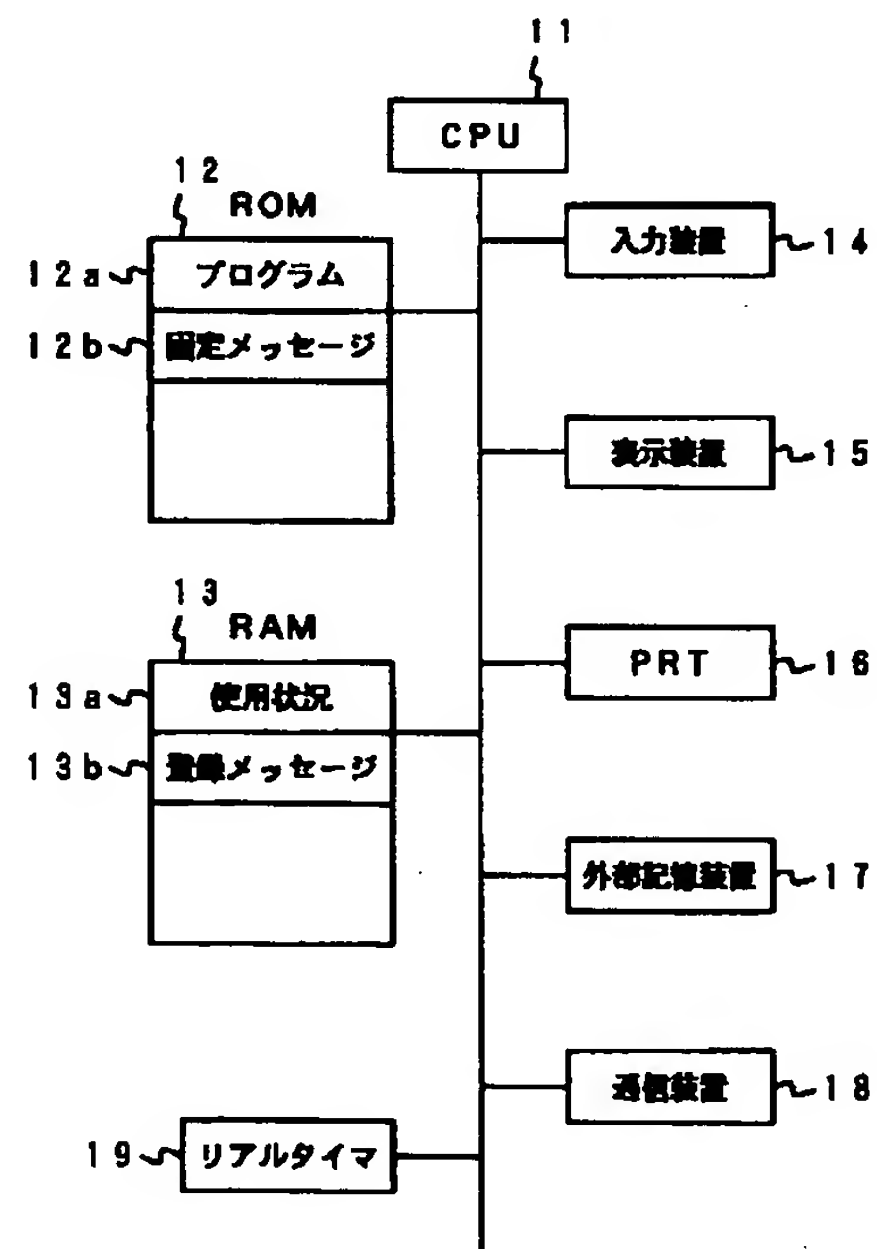 11
CPU
12
ROM
12a
プログラム
12b
固定メッセージ
13
RAM
13a
使用状況
13b
登録メッセージ
19
リアルタイマ
入力装置
14
表示装置
15
PRT
16
外部記憶装置
17
通信装置
18